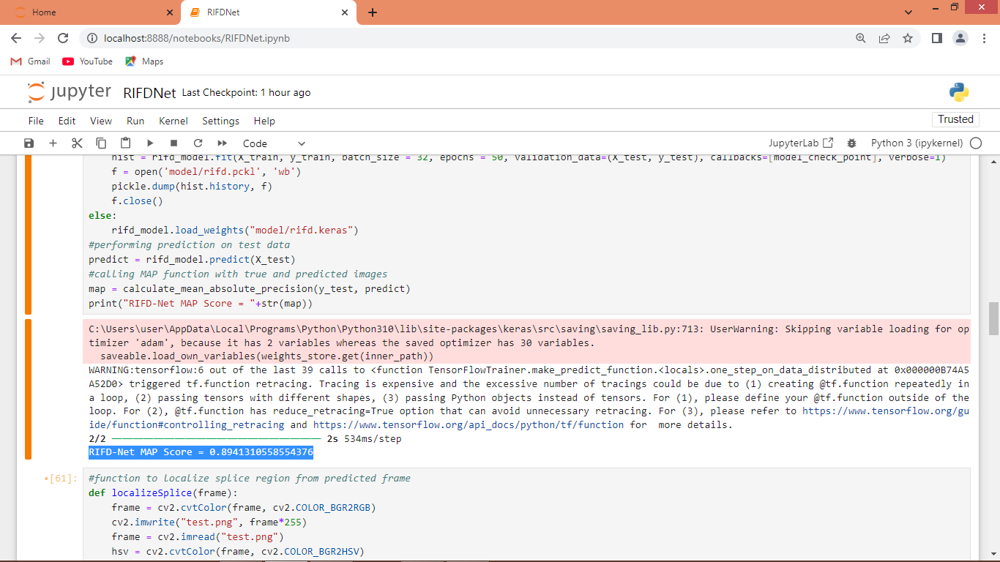 Home
RIFDNet
localhost:8888/notebooks/RIFDNet.ipynb
Gmail
YouTube
Maps
jupyter RIFDNet Last Checkpoint: 1 hour ago
File Edit View Run Kernel Settings Help
Trusted
Code
JupyterLab
Python 3 (ipykernel)
hist = rifd_model.fit(X_train, y_train, batch_size = 32, epochs = 50, validation_data=(X_test, y_test), callbacks=[model_check_point], verbose=1)
f = open('model/rifd.pckl', 'wb')
pickle.dump(hist.history, f)
f.close()
else:
rifd_model.load_weights("model/rifd.keras")
#performing prediction on test data
predict = rifd_model.predict(X_test)
#calling MAP function with true and predicted images
map = calculate_mean_absolute_precision(y_test, predict)
print("RIFD-Net MAP Score = "+str(map))
C:\Users\user\AppData\Local\Programs\Python\Python310\lib\site-packages\keras\src\saving\saving_lib.py:713: UserWarning: Skipping variable loading for op
timizer 'adam', because it has 2 variables whereas the saved optimizer has 30 variables.
saveable.load_own_variables(weights_store.get(inner_path))
WARNING:tensorflow:6 out of the last 39 calls to <function TensorFlowTrainer.make_predict_function.<locals>.one_step_on_data_distributed at 0x000000B74A5
A52D0> triggered tf.function retracing. Tracing is expensive and the excessive number of tracings could be due to (1) creating @tf.function repeatedly in
a loop, (2) passing tensors with different shapes, (3) passing Python objects instead of tensors. For (1), please define your @tf.function outside of the
loop. For (2), @tf.function has reduce_retracing=True option that can avoid unnecessary retracing. For (3), please refer to https://www.tensorflow.org/gu
ide/function#controlling_retracing and https://www.tensorflow.org/api_docs/python/tf/function for  more details.
2/2 ━━━━━━━━━━━━━━━━━━━━ 2s 534ms/step
RIFD-Net MAP Score = 0.8941310558554376
•[61]:
#function to localize splice region from predicted frame
def localizeSplice(frame):
frame = cv2.cvtColor(frame, cv2.COLOR_BGR2RGB)
cv2.imwrite("test.png", frame*255)
frame = cv2.imread("test.png")
hsv = cv2.cvtColor(frame, cv2.COLOR_BGR2HSV)